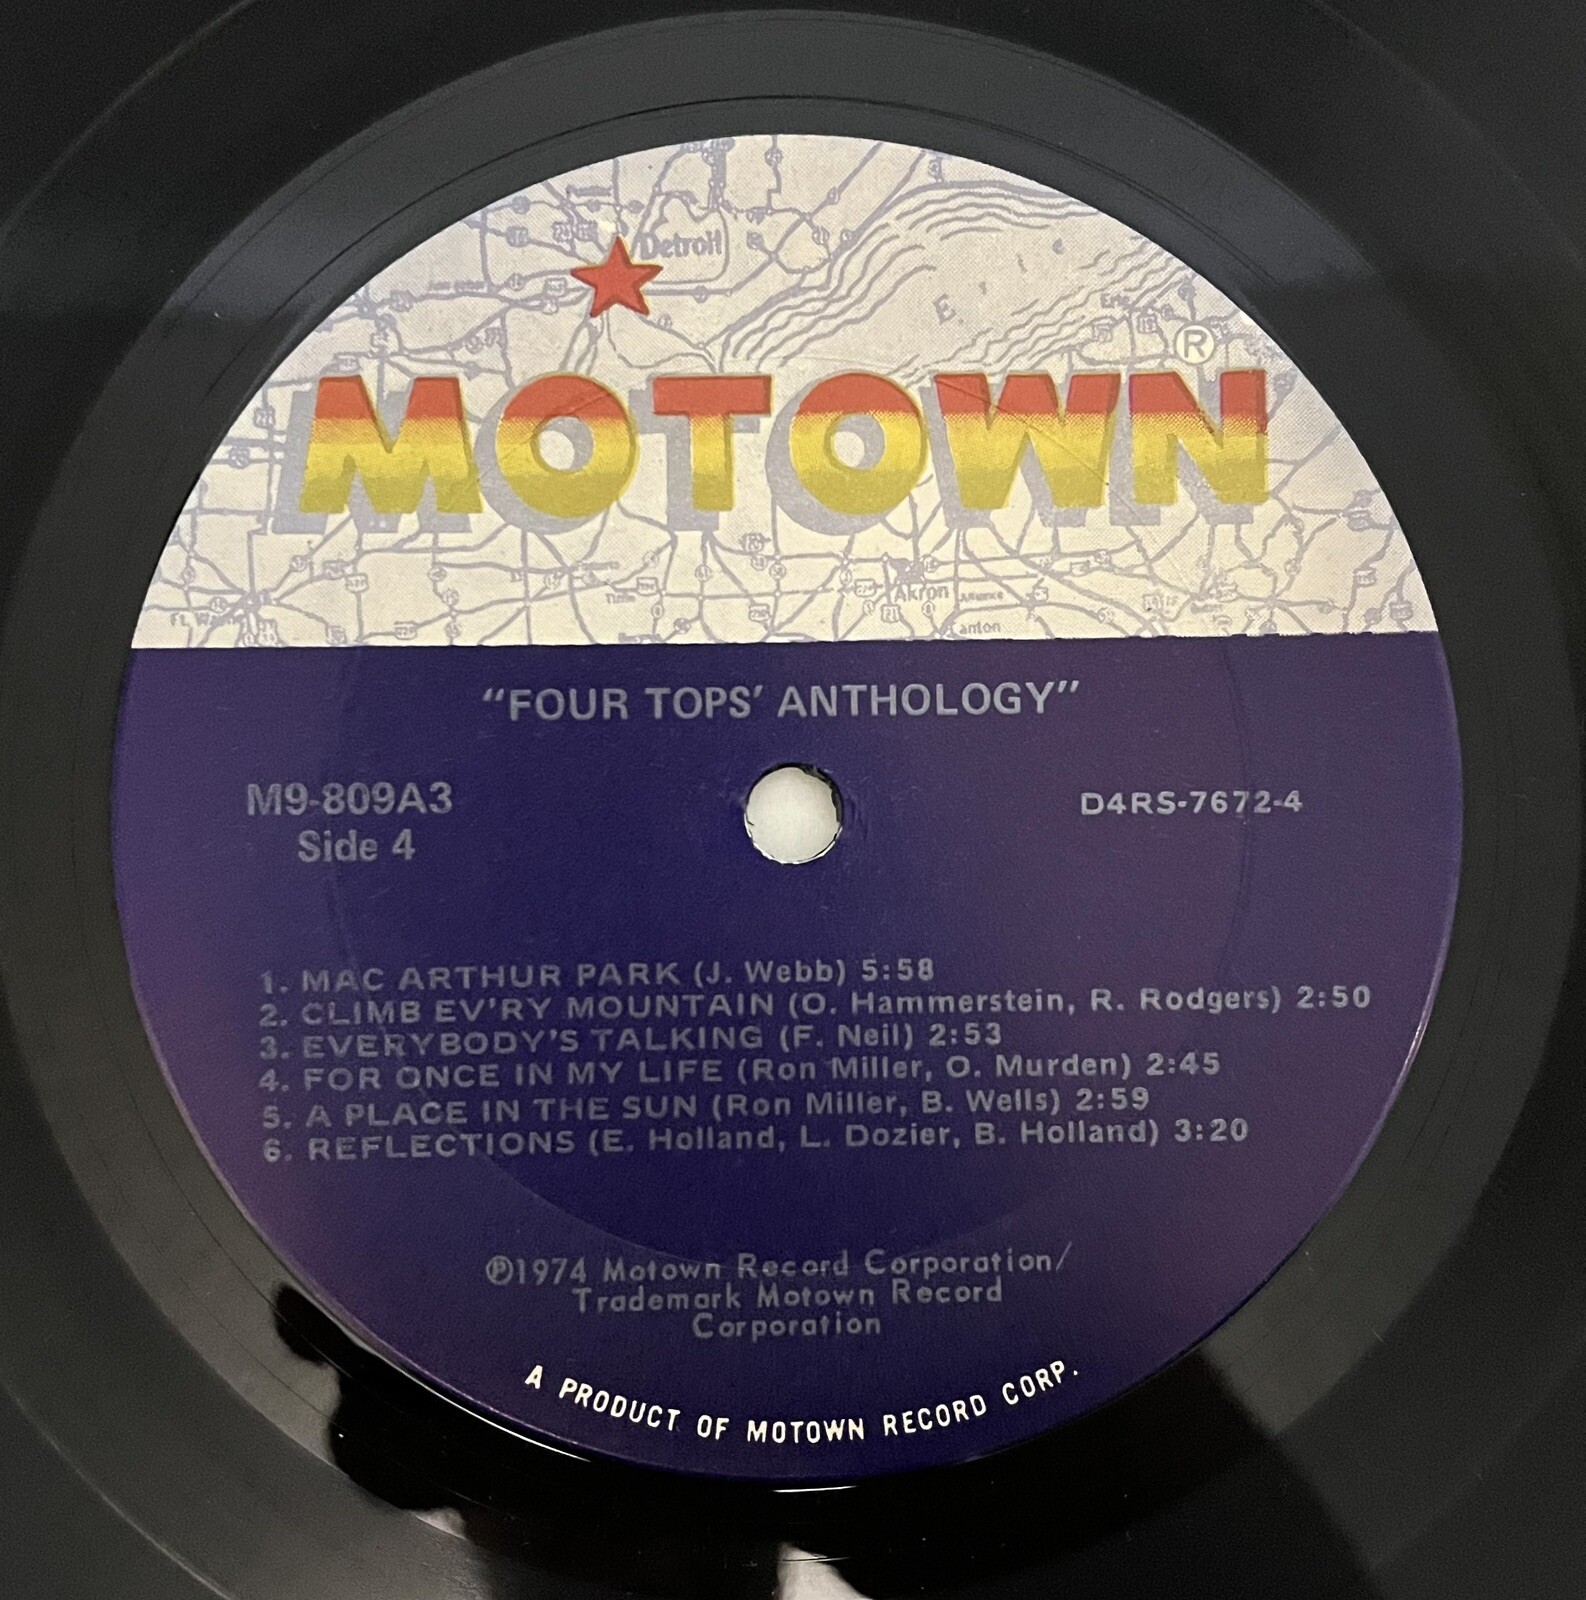 Detroit
E r i e
Erie
®
MOTOWN
Akron
Canton
"FOUR TOPS' ANTHOLOGY"
M9-809A3
D4RS-7672-4
Side 4
1. MAC ARTHUR PARK (J. Webb) 5:58
2. CLIMB EV'RY MOUNTAIN (O. Hammerstein, R. Rodgers) 2:50
3. EVERYBODY'S TALKING (F. Neil) 2:53
4. FOR ONCE IN MY LIFE (Ron Miller, O. Murden) 2:45
5. A PLACE IN THE SUN (Ron Miller, B. Wells) 2:59
6. REFLECTIONS (E. Holland, L. Dozier, B. Holland) 3:20
℗1974 Motown Record Corporation/
Trademark Motown Record
Corporation
A PRODUCT OF MOTOWN RECORD CORP.